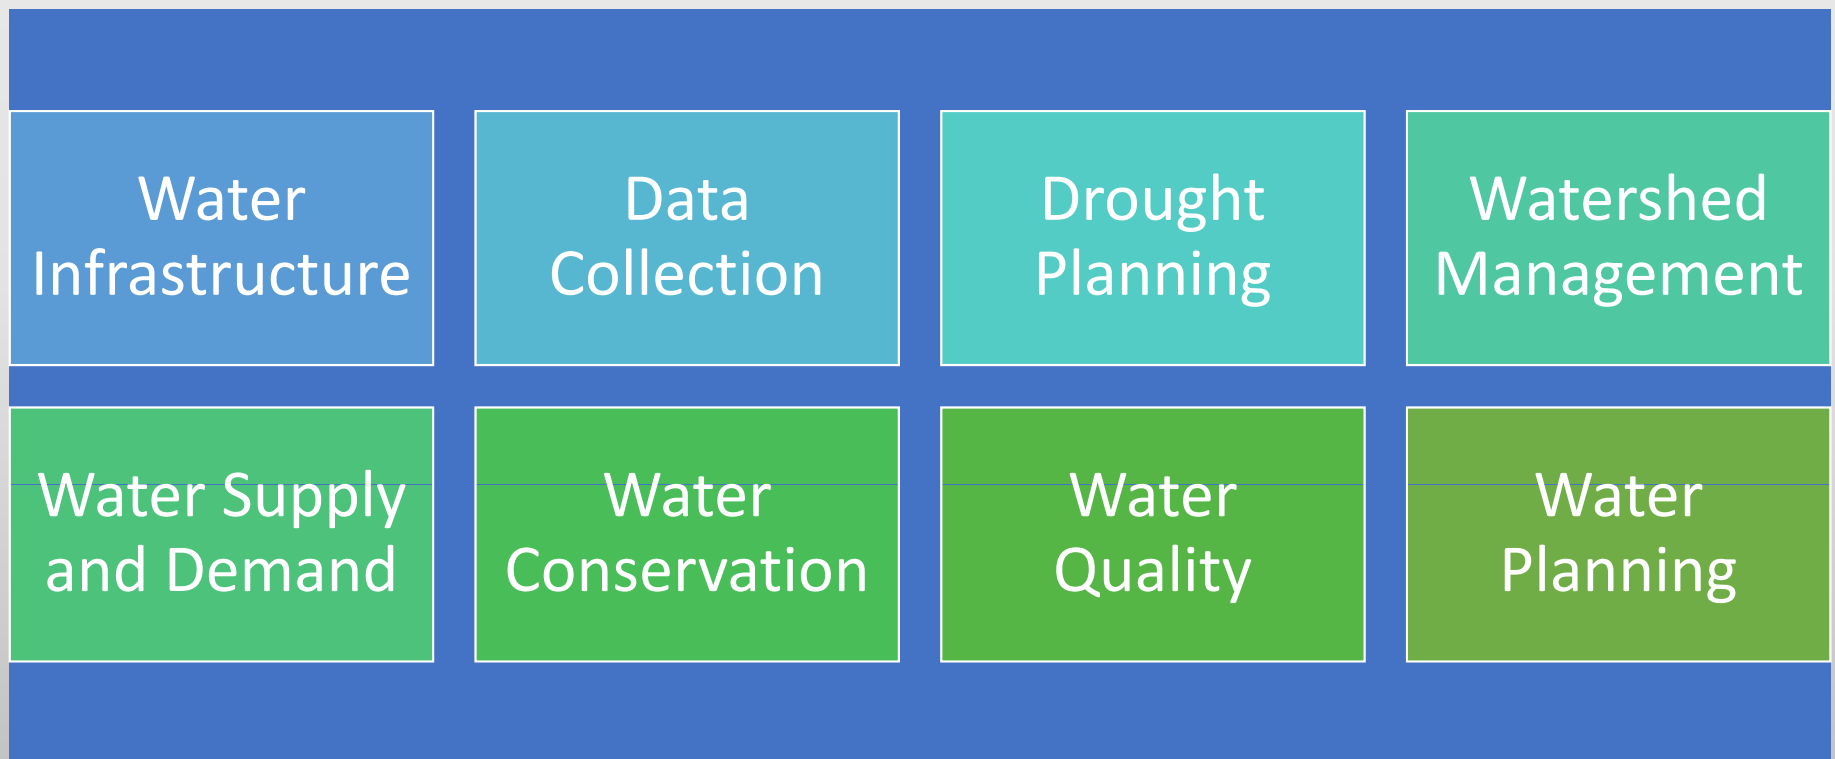 Water
Infrastructure
Data
Collection
Drought
Planning
Watershed
Management
Water Supply
and Demand
Water
Conservation
Water
Quality
Water
Planning